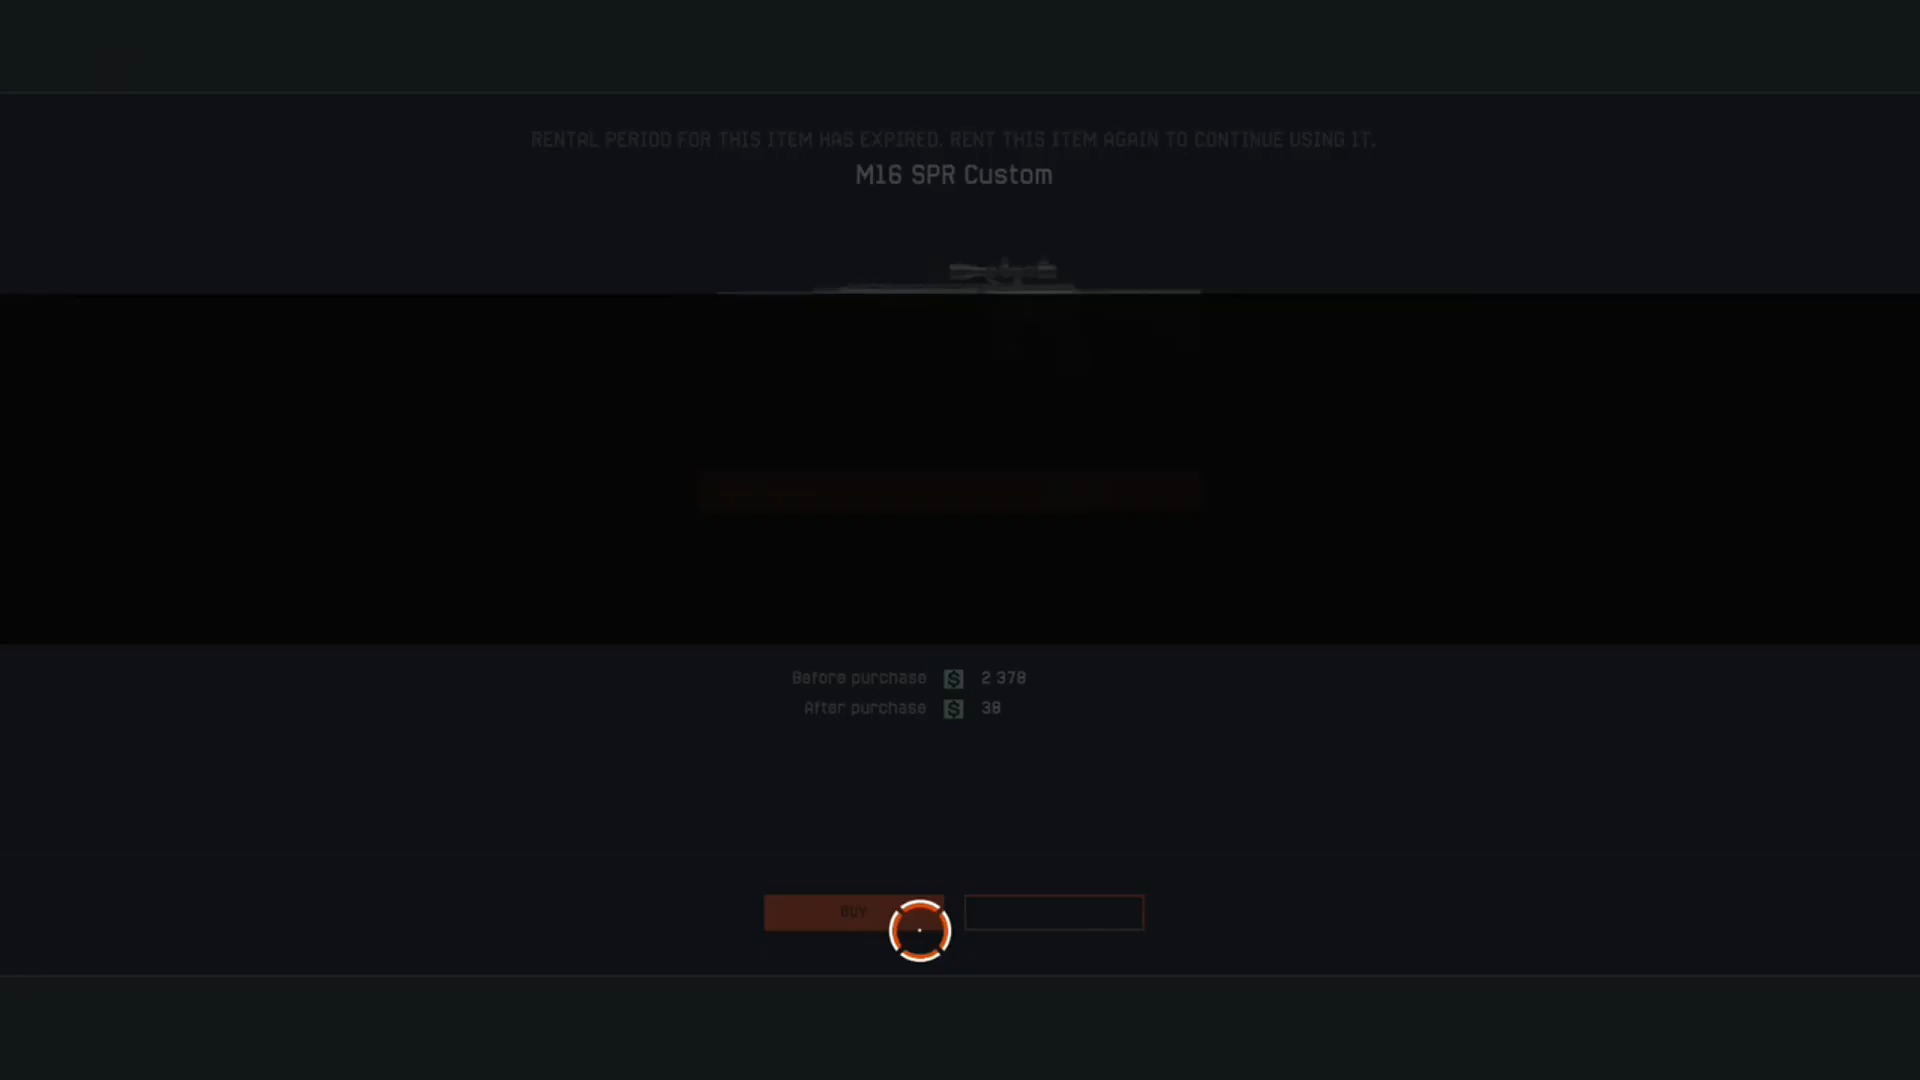 RENTAL PERIOD FOR THIS ITEM HAS EXPIRED. RENT THIS ITEM AGAIN TO CONTINUE USING IT.
M16 SPR Custom
Before purchase $ 2 378
After purchase $ 38
BUY